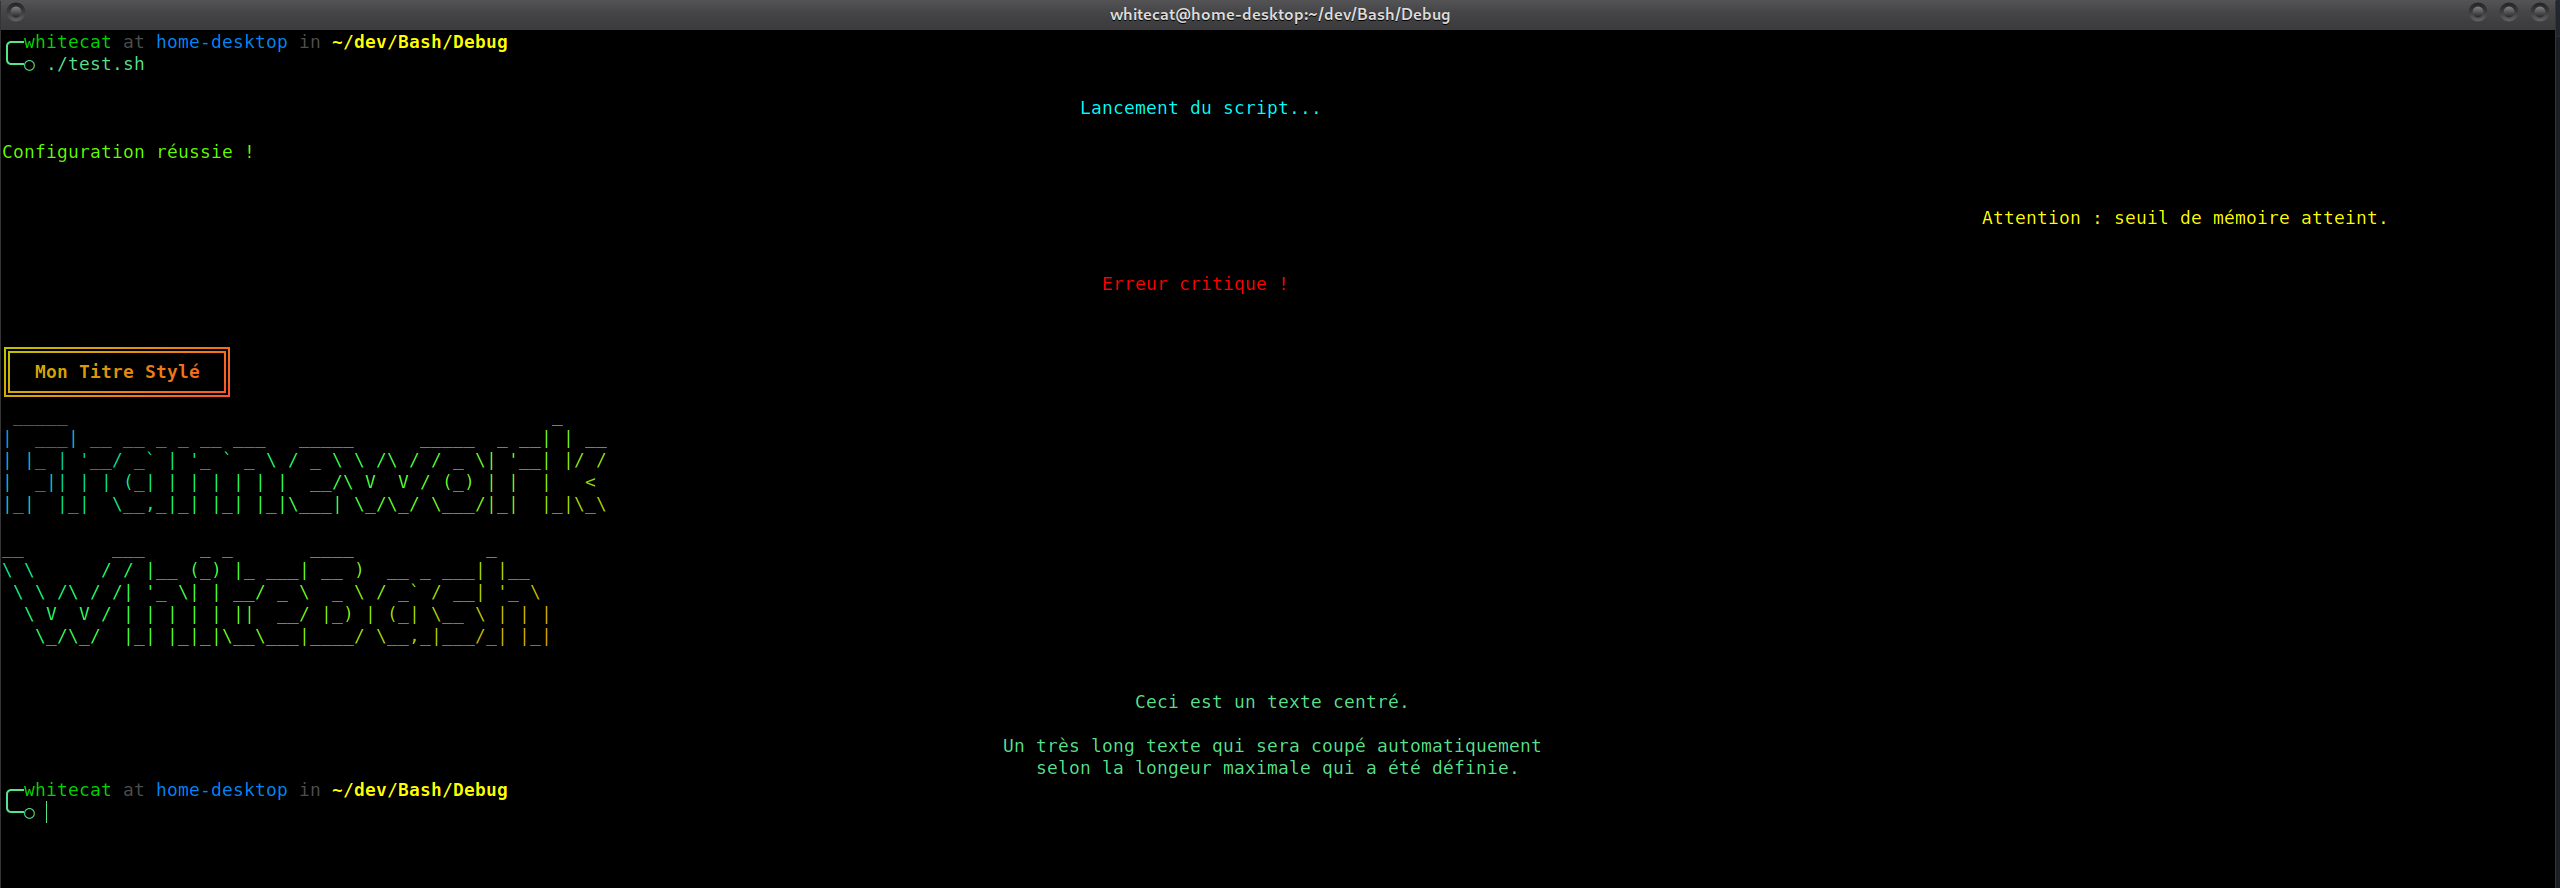 whitecat@home-desktop:~/dev/Bash/Debug
whitecat at home-desktop in ~/dev/Bash/Debug
○ ./test.sh
Lancement du script...
Configuration réussie !
Attention : seuil de mémoire atteint.
Erreur critique !
Mon Titre Stylé
Framework
WhiteBash
Ceci est un texte centré.
Un très long texte qui sera coupé automatiquement
selon la longueur maximale qui a été définie.
whitecat at home-desktop in ~/dev/Bash/Debug
○